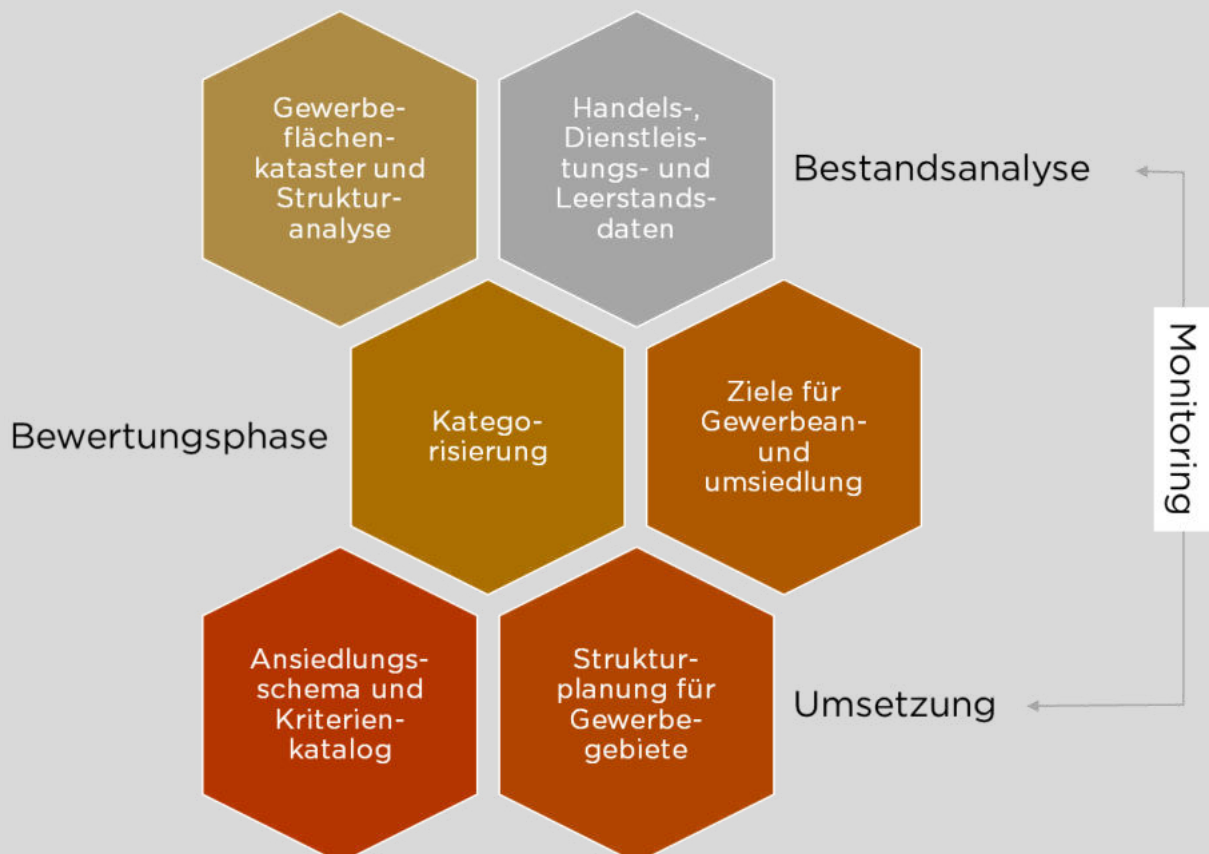 Gewerbe-
flächen-
kataster und
Struktur-
analyse
Handels-,
Dienstleis-
tungs- und
Leerstands-
daten
Bestandsanalyse
Bewertungsphase
Katego-
risierung
Ziele für
Gewerbean-
und
umsiedlung
Monitoring
Ansiedlungs-
schema und
Kriterien-
katalog
Struktur-
planung für
Gewerbe-
gebiete
Umsetzung